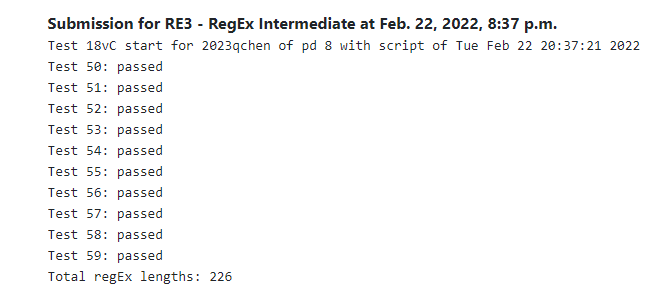 Submission for RE3 - RegEx Intermediate at Feb. 22, 2022, 8:37 p.m.
Test 18vC start for 2023qchen of pd 8 with script of Tue Feb 22 20:37:21 2022
Test 50: passed
Test 51: passed
Test 52: passed
Test 53: passed
Test 54: passed
Test 55: passed
Test 56: passed
Test 57: passed
Test 58: passed
Test 59: passed
Total regEx lengths: 226